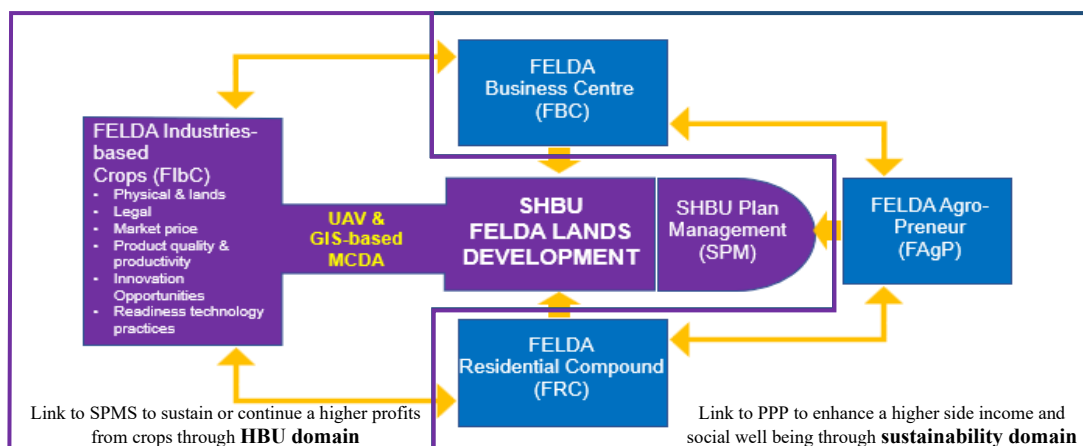 FELDA
Business Centre
(FBC)
FELDA Industries-
based
Crops (FIbC)
• Physical & lands
• Legal
• Market price
• Product quality &
productivity
• Innovation
Opportunities
• Readiness technology
practices
UAV &
GIS-based
MCDA
SHBU
FELDA LANDS
DEVELOPMENT
SHBU Plan
Management
(SPM)
FELDA Agro-
Preneur
(FAgP)
FELDA
Residential Compound
(FRC)
Link to SPMS to sustain or continue a higher profits
from crops through HBU domain
Link to PPP to enhance a higher side income and
social well being through sustainability domain